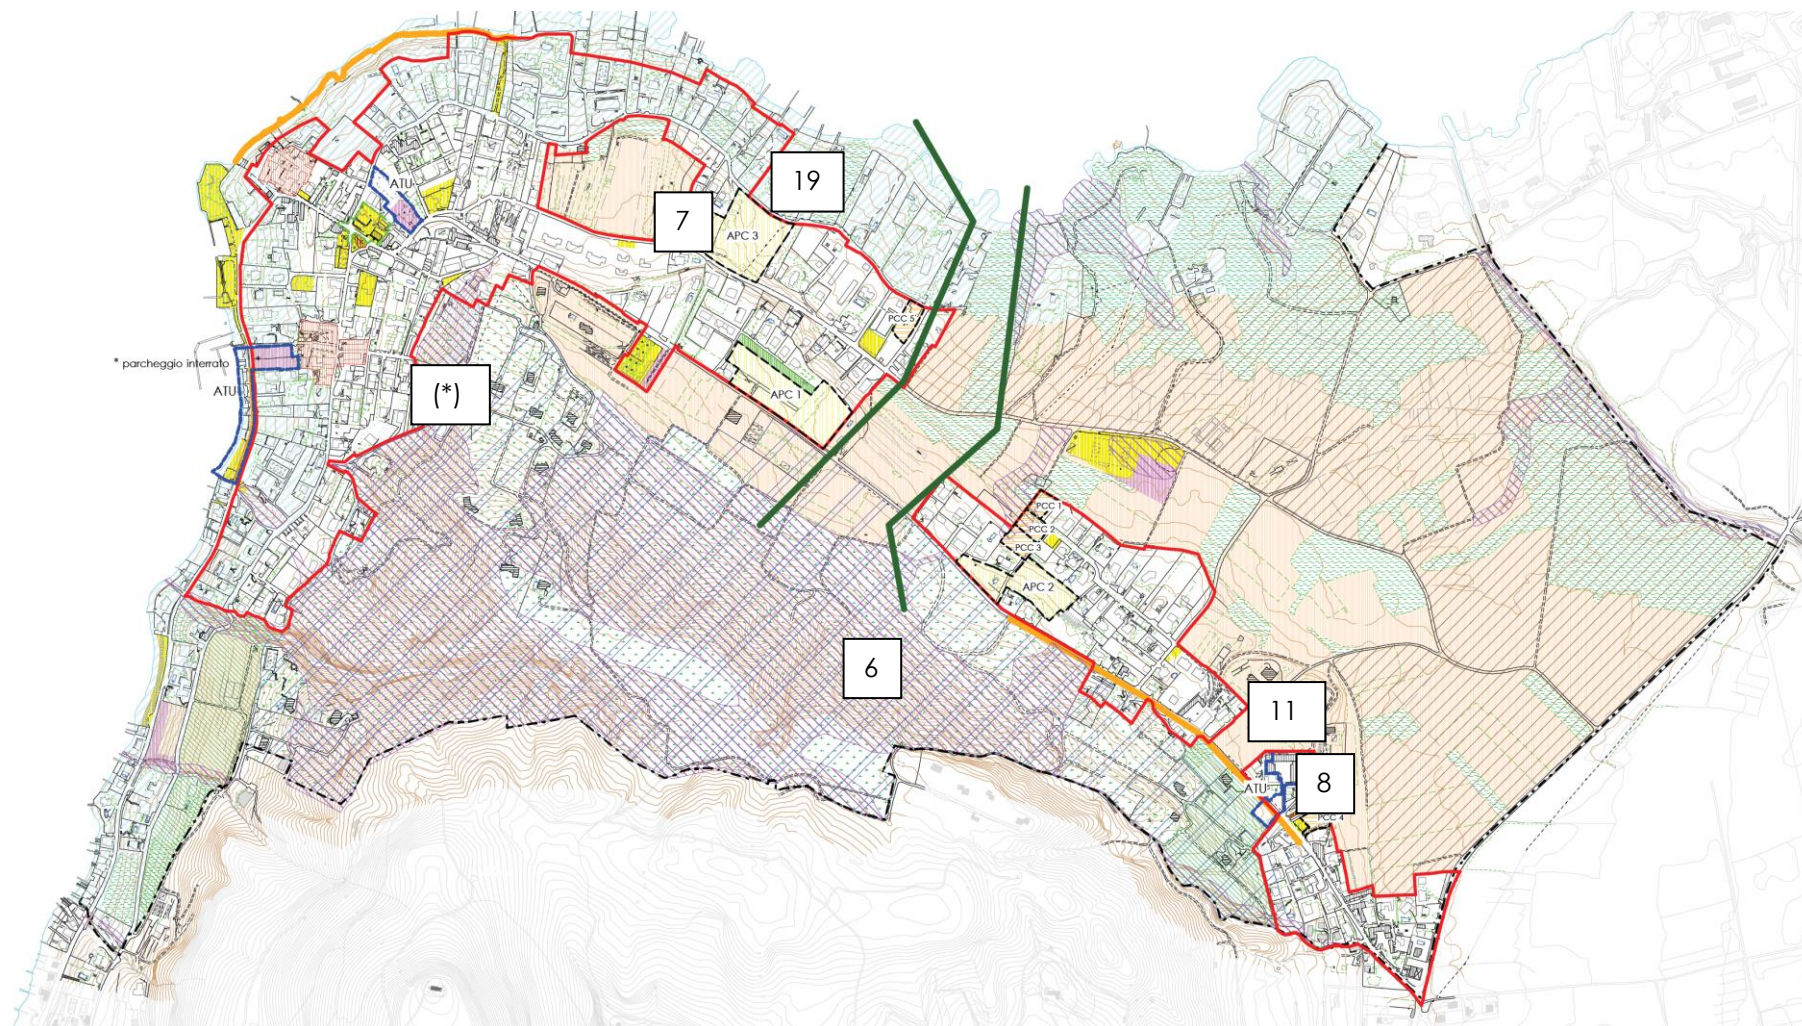 ATU
19
7
APC 3
PCC 5
* parcheggio interrato
ATU
(*)
APC 1
PCC 1
PCC 2
PCC 3
APC 2
6
11
8
ATU
PCC 4